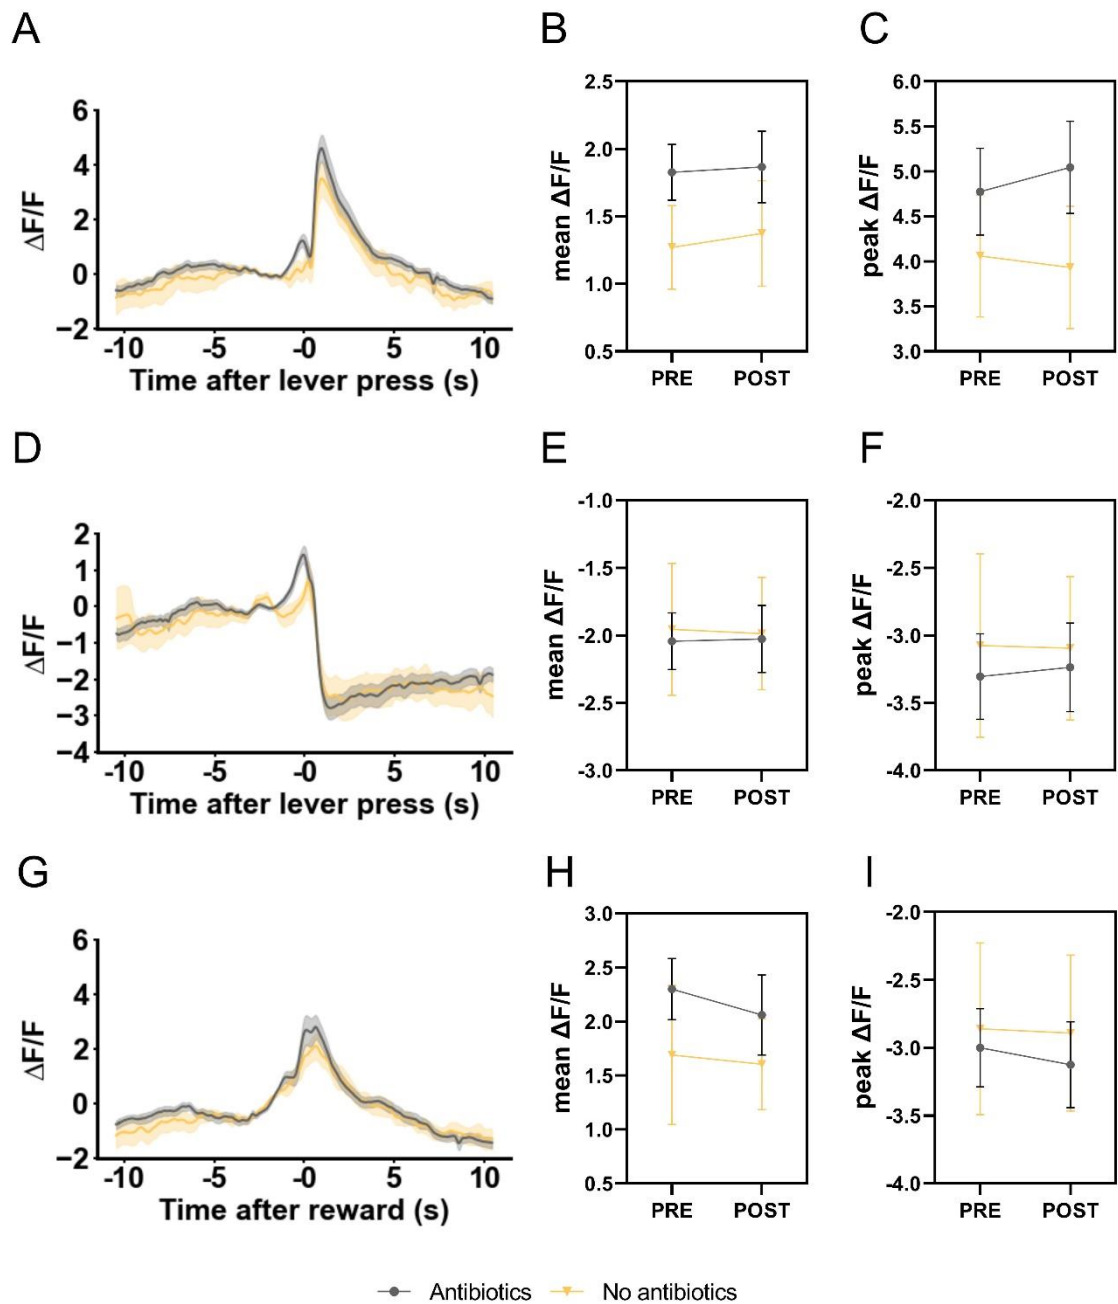 A
B
C
6
4
2
0
−2
ΔF/F
-10 -5 -0 5 10
Time after lever press (s)
2.5
2.0
1.5
1.0
0.5
mean ΔF/F
PRE POST
6.0
5.5
5.0
4.5
4.0
3.5
3.0
peak ΔF/F
PRE POST
D
E
F
2
1
0
−1
−2
−3
−4
ΔF/F
-10 -5 -0 5 10
Time after lever press (s)
-1.0
-1.5
-2.0
-2.5
-3.0
mean ΔF/F
PRE POST
-2.0
-2.5
-3.0
-3.5
-4.0
peak ΔF/F
PRE POST
G
H
I
6
4
2
0
−2
ΔF/F
-10 -5 -0 5 10
Time after reward (s)
3.0
2.5
2.0
1.5
1.0
0.5
mean ΔF/F
PRE POST
-2.0
-2.5
-3.0
-3.5
-4.0
peak ΔF/F
PRE POST
Antibiotics No antibiotics